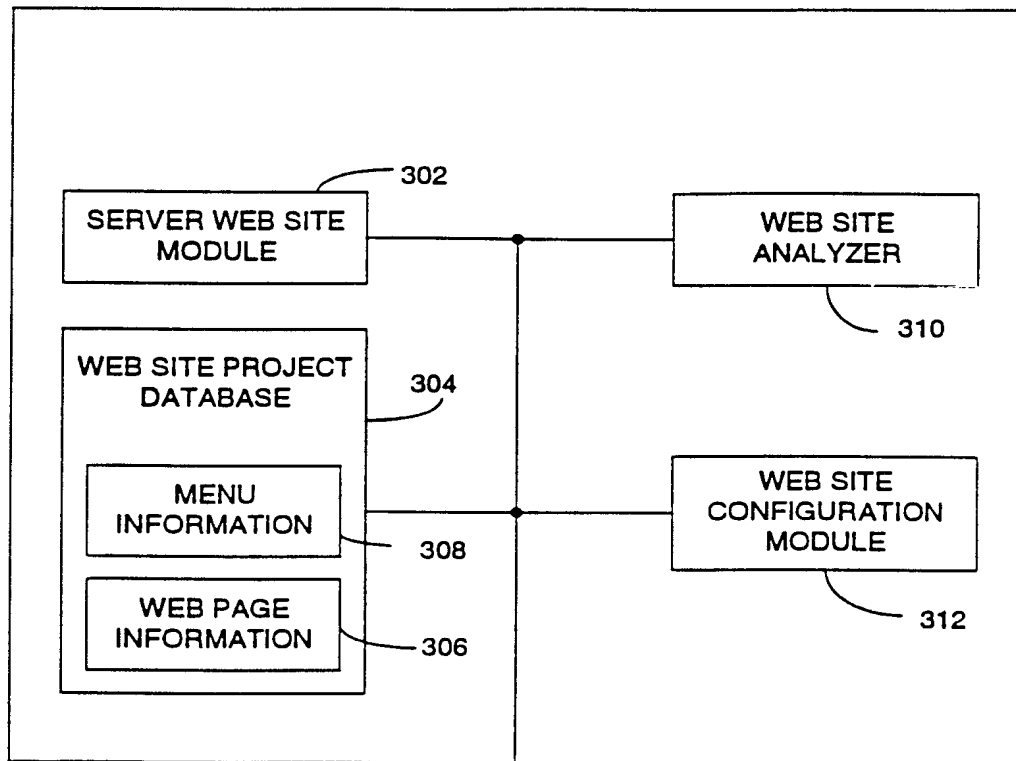 302
SERVER WEB SITE
MODULE
WEB SITE
ANALYZER
310
WEB SITE PROJECT
DATABASE
304
MENU
INFORMATION
308
WEB PAGE
INFORMATION
306
WEB SITE
CONFIGURATION
MODULE
312